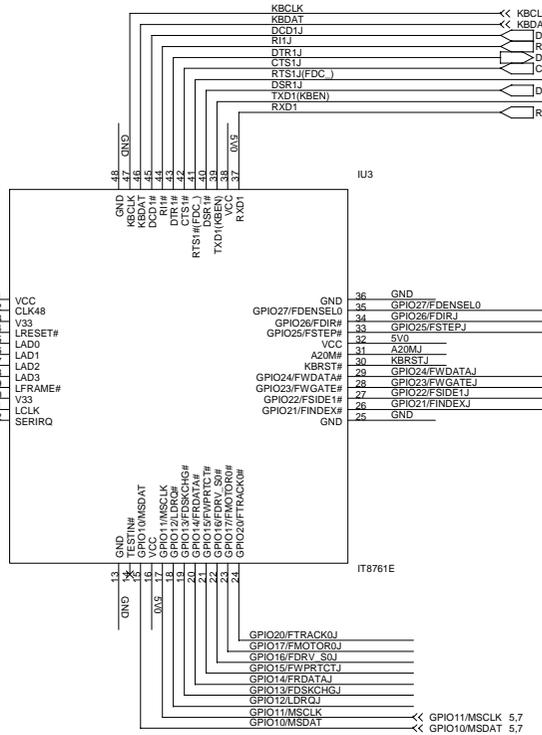 KBCLK
KBCL
KBDAT
KBDA
DCD1J
D
RI1J
R
DTR1J
D
CTS1J
C
RTS1J(FDC_)
DSR1J
D
TXD1(KBEN)
RXD1
R
GND
5V0
48
47
46
45
44
43
42
41
40
39
38
37
IU3
GND
KBCLK
KBDAT
DCD1#
RI1#
DTR1#
CTS1#
RTS1#(FDC_)
DSR1#
TXD1(KBEN)
VCC
RXD1
VCC
CLK48
V33
LRESET#
LAD0
LAD1
LAD2
LAD3
LFRAME#
V33
LCLK
SERIRQ
GND 36 GND
GPIO27/FDENSEL0 35 GPIO27/FDENSEL0
GPIO26/FDIR# 34 GPIO26/FDIRJ
GPIO25/FSTEP# 33 GPIO25/FSTEPJ
VCC 32 5V0
A20M# 31 A20MJ
KBRST# 30 KBRSTJ
GPIO24/FWDATA# 29 GPIO24/FWDATAJ
GPIO23/FWGATE# 28 GPIO23/FWGATEJ
GPIO22/FSIDE1# 27 GPIO22/FSIDE1J
GPIO21/FINDEX# 26 GPIO21/FINDEXJ
GND 25 GND
GND
TESTIN#
GPIO10/MSDAT
VCC
GPIO11/MSCLK
GPIO12/LDRQ#
GPIO13/FDSKCHG#
GPIO14/FRDATA#
GPIO15/FWPRTCT#
GPIO16/FDRV_S0#
GPIO17/FMOTOR0#
GPIO20/FTRACK0#
IT8761E
13
14
15
16
17
18
19
20
21
22
23
24
GND
5V0
GPIO20/FTRACK0J
GPIO17/FMOTOR0J
GPIO16/FDRV_S0J
GPIO15/FWPRTCTJ
GPIO14/FRDATAJ
GPIO13/FDSKCHGJ
GPIO12/LDRQJ
GPIO11/MSCLK
GPIO11/MSCLK 5,7
GPIO10/MSDAT
GPIO10/MSDAT 5,7